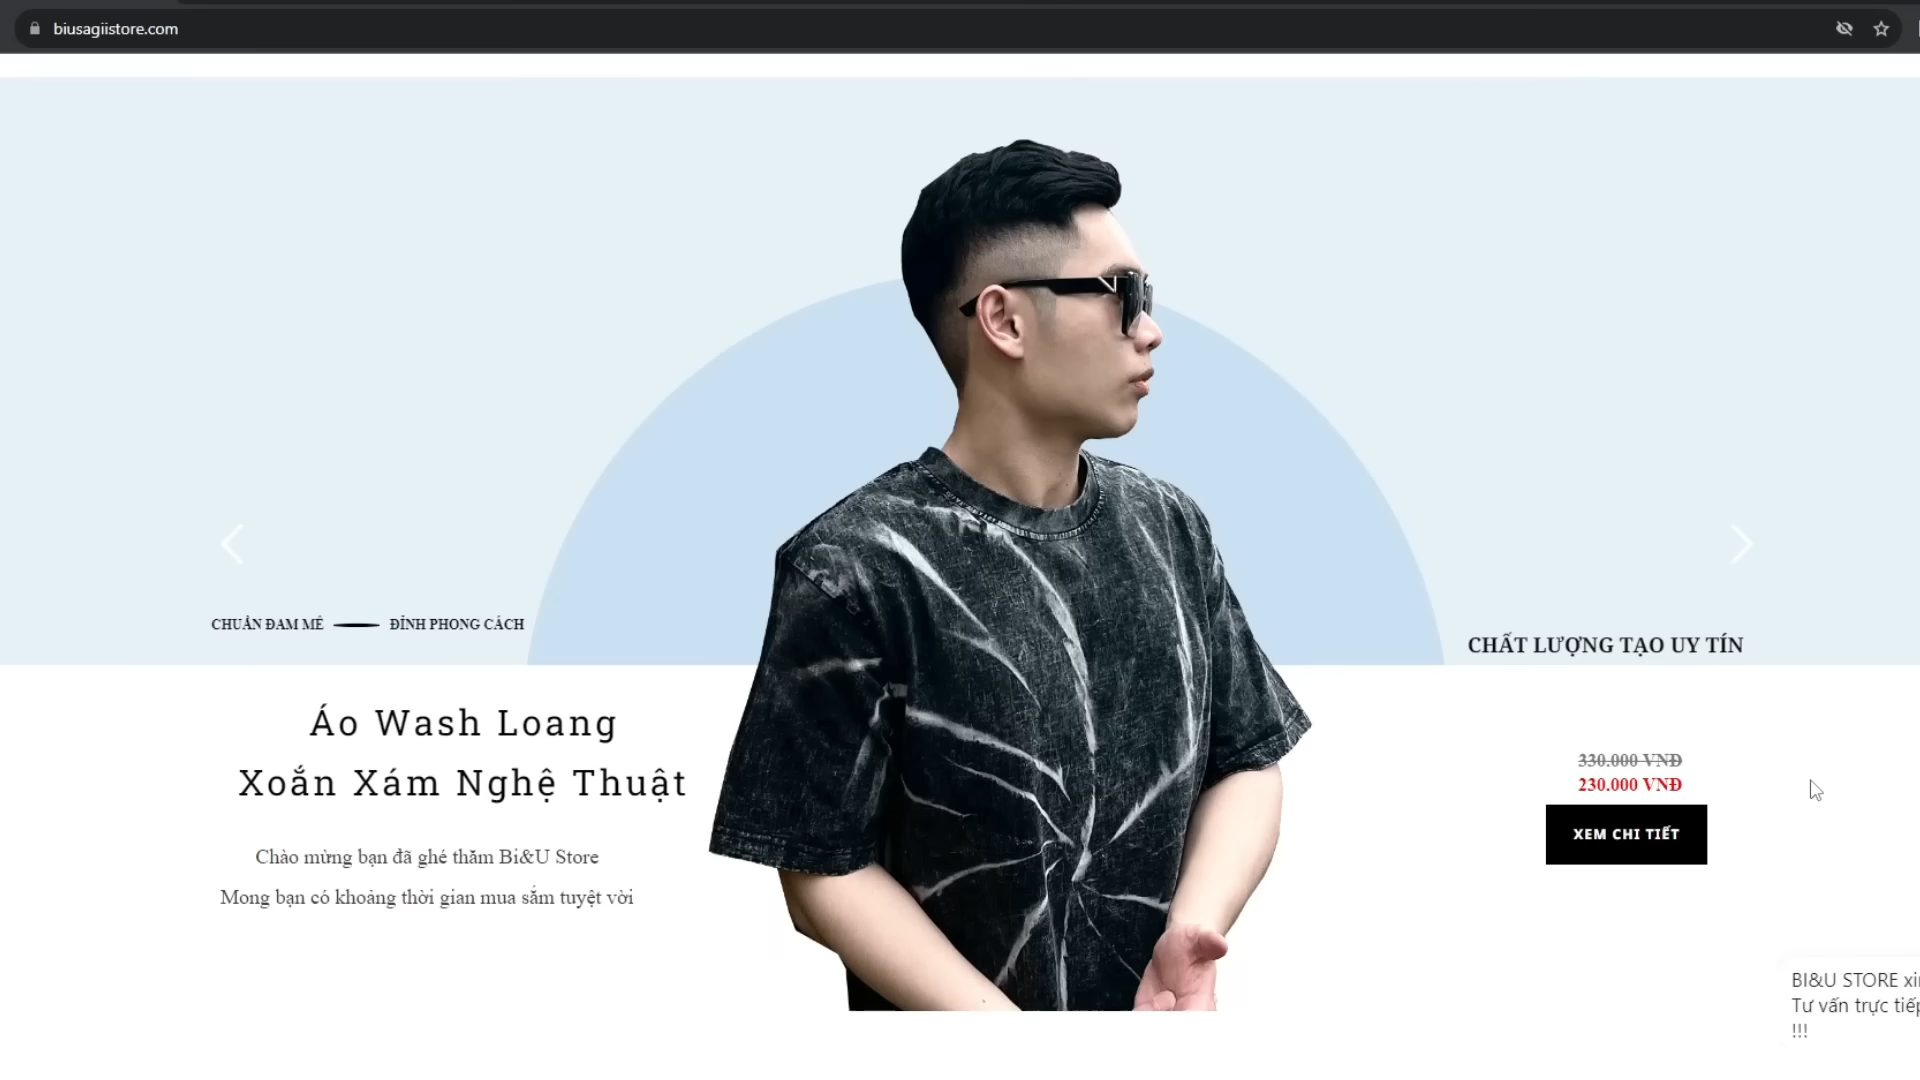 biusagiistore.com
CHUẨN ĐAM MÊ
ĐỈNH PHONG CÁCH
CHẤT LƯỢNG TẠO UY TÍN
Áo Wash Loang
Xoắn Xám Nghệ Thuật
330.000 VNĐ
230.000 VNĐ
XEM CHI TIẾT
Chào mừng bạn đã ghé thăm Bi&U Store
Mong bạn có khoảng thời gian mua sắm tuyệt vời
BI&U STORE
Tư vấn trực
!!!